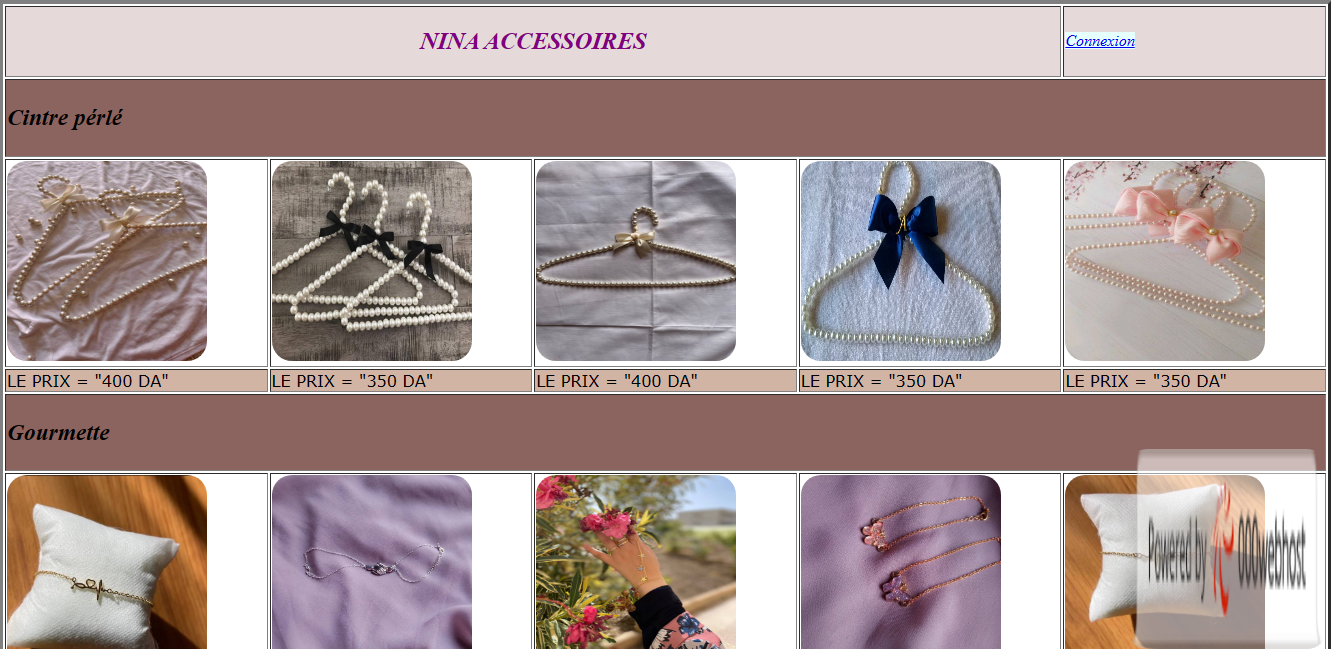 NINA ACCESSOIRES
Connexion
Cintre pérlé
LE PRIX = "400 DA"
LE PRIX = "350 DA"
LE PRIX = "400 DA"
LE PRIX = "350 DA"
LE PRIX = "350 DA"
Gourmette
Powered by 000webhost